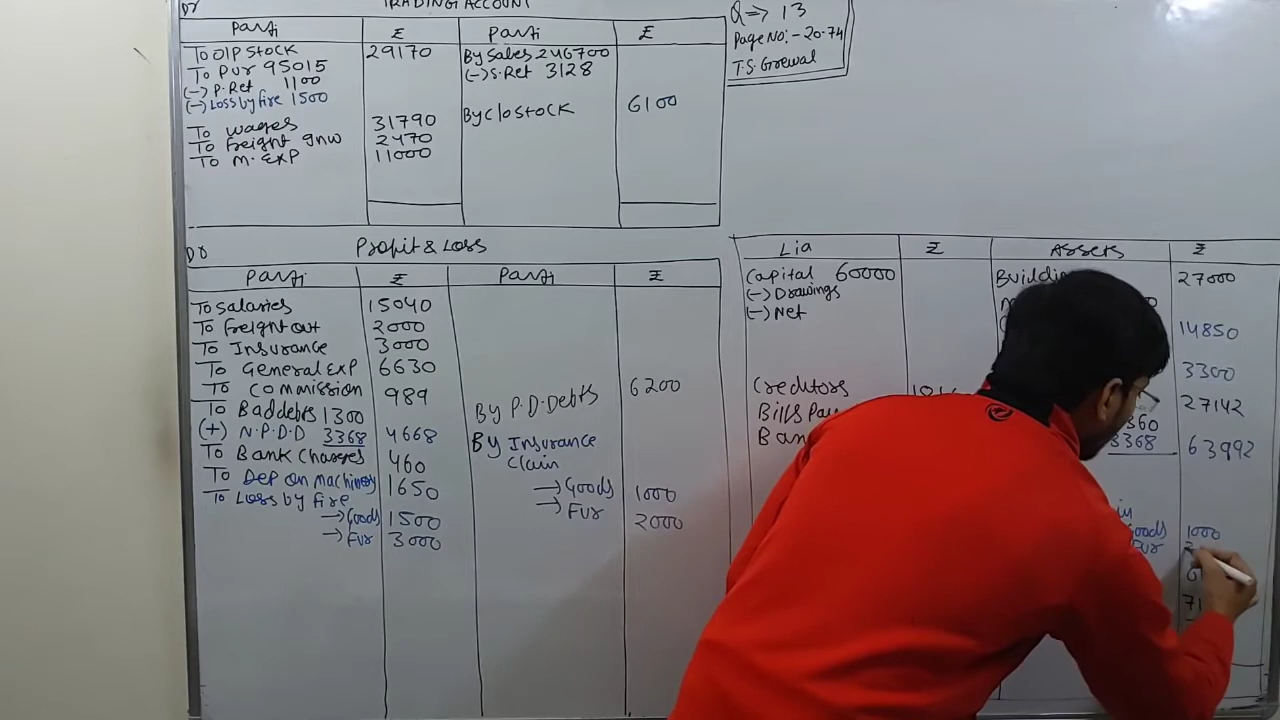 Dr TRADING ACCOUNT
Parti ₹ Parti ₹
To O/P Stock 29170 By Sales 246700
To Pur 95015 (-) S. Ret 3128
(-) P. Ret 1100
(-) Loss by fire 1500
By Clo Stock 6100
To wages 31790
To Freight Inw 2470
To M. EXP 11000
Q => 13
Page No:- 20.74
T.S Grewal
Dr Profit & Loss
Parti ₹ Parti ₹
To Salaries 15040
To Freight out 2000
To Insurance 3000
To General EXP 6630
To Commission 989
By P.D.Debts 6200
To Bad debts 1300
(+) N.P.D.D 3368 4668
By Insurance
Claim
To Bank Charges 460
To Dep on machinery 1650
→ Goods 1000
To Loss by fire
→ Fur 2000
→ Goods 1500
→ Fur 3000
Lia ₹ ASSETS ₹
Capital 60000
(-) Drawings
(-) Net
Creditors
Bills
27000
14850
3300
27142
3368 63992
Goods 1000
Fur